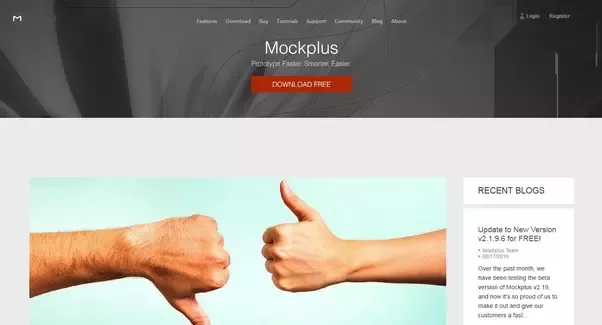 Features Download Buy Tutorials Support Community Blog About
Login Register
Mockplus
Prototype Faster. Smarter, Easier.
DOWNLOAD FREE
RECENT BLOGS
Update to New Version
v2.1.9.6 for FREE!
• Mockplus Team
• 03/17/2016
Over the past month, we
have been testing the beta
version of Mockplus v2.19,
and now it's so proud of us to
make it out and give our
customers a fast...